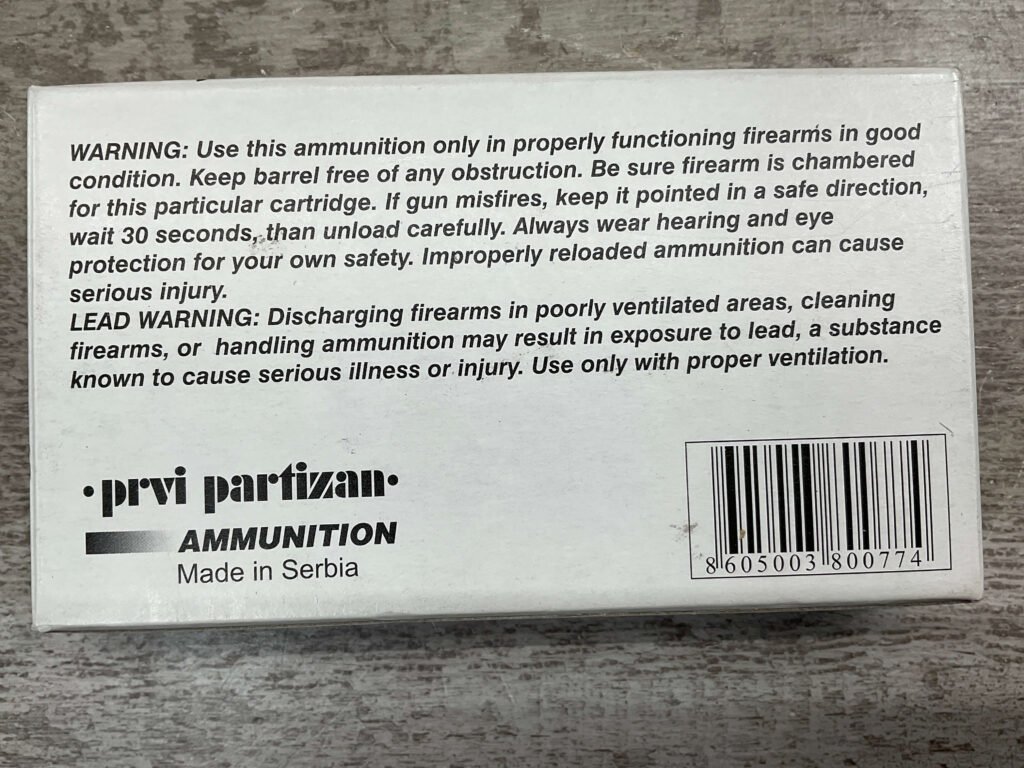 WARNING: Use this ammunition only in properly functioning firearms in good
condition. Keep barrel free of any obstruction. Be sure firearm is chambered
for this particular cartridge. If gun misfires, keep it pointed in a safe direction,
wait 30 seconds, than unload carefully. Always wear hearing and eye
protection for your own safety. Improperly reloaded ammunition can cause
serious injury.
LEAD WARNING: Discharging firearms in poorly ventilated areas, cleaning
firearms, or handling ammunition may result in exposure to lead, a substance
known to cause serious illness or injury. Use only with proper ventilation.
•prvi partizan•
AMMUNITION
Made in Serbia
8 605003 800774